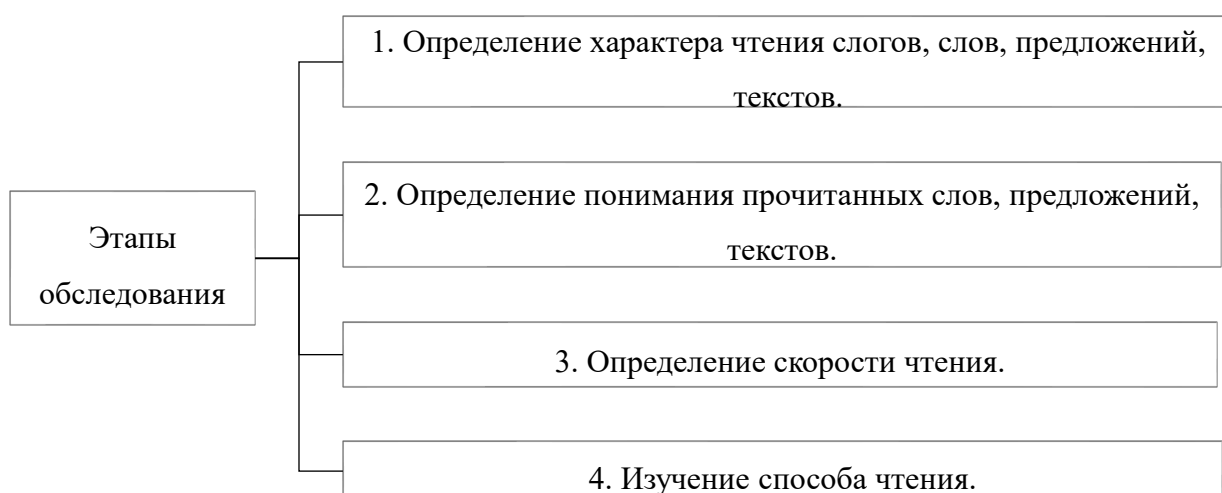 1. Определение характера чтения слогов, слов, предложений,
текстов.
2. Определение понимания прочитанных слов, предложений,
текстов.
Этапы
обследования
3. Определение скорости чтения.
4. Изучение способа чтения.